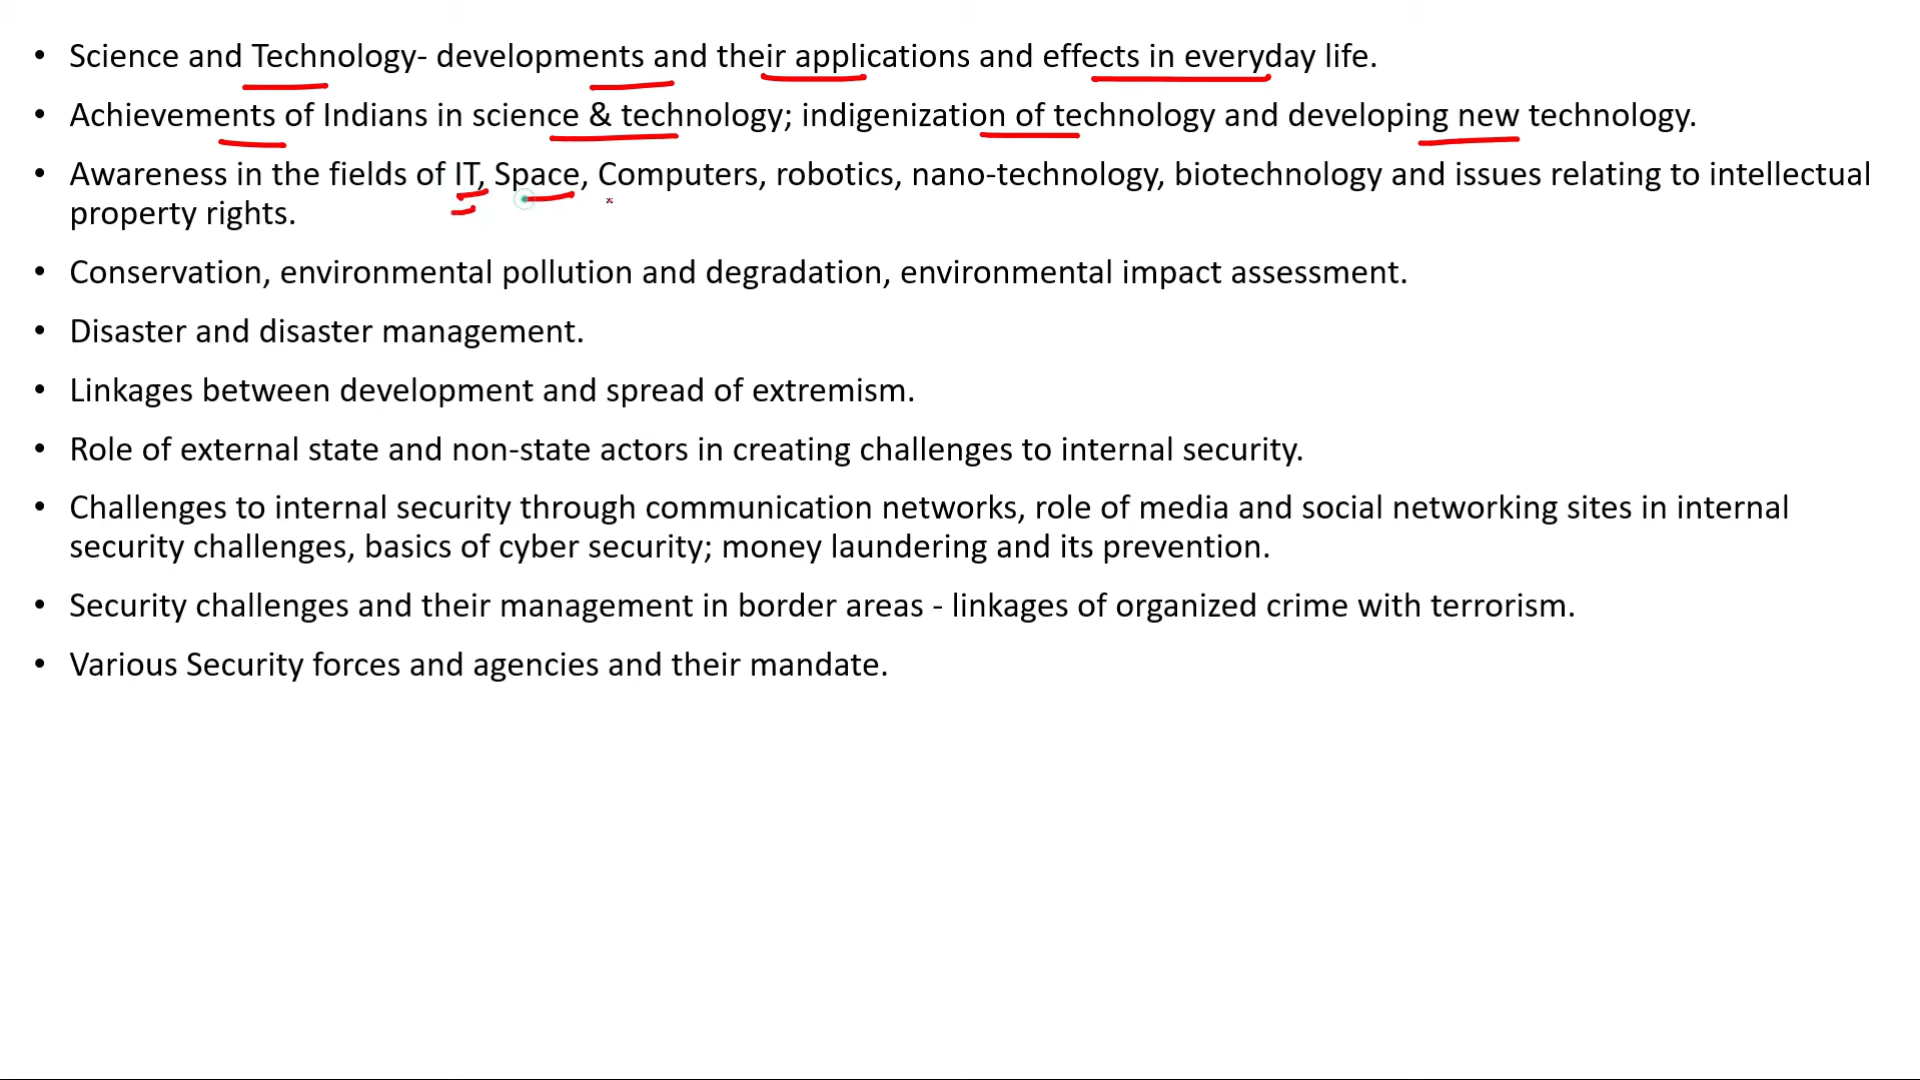 • Science and Technology- developments and their applications and effects in everyday life.
• Achievements of Indians in science & technology; indigenization of technology and developing new technology.
• Awareness in the fields of IT, Space, Computers, robotics, nano-technology, biotechnology and issues relating to intellectual
property rights.
• Conservation, environmental pollution and degradation, environmental impact assessment.
• Disaster and disaster management.
• Linkages between development and spread of extremism.
• Role of external state and non-state actors in creating challenges to internal security.
• Challenges to internal security through communication networks, role of media and social networking sites in internal
security challenges, basics of cyber security; money laundering and its prevention.
• Security challenges and their management in border areas - linkages of organized crime with terrorism.
• Various Security forces and agencies and their mandate.